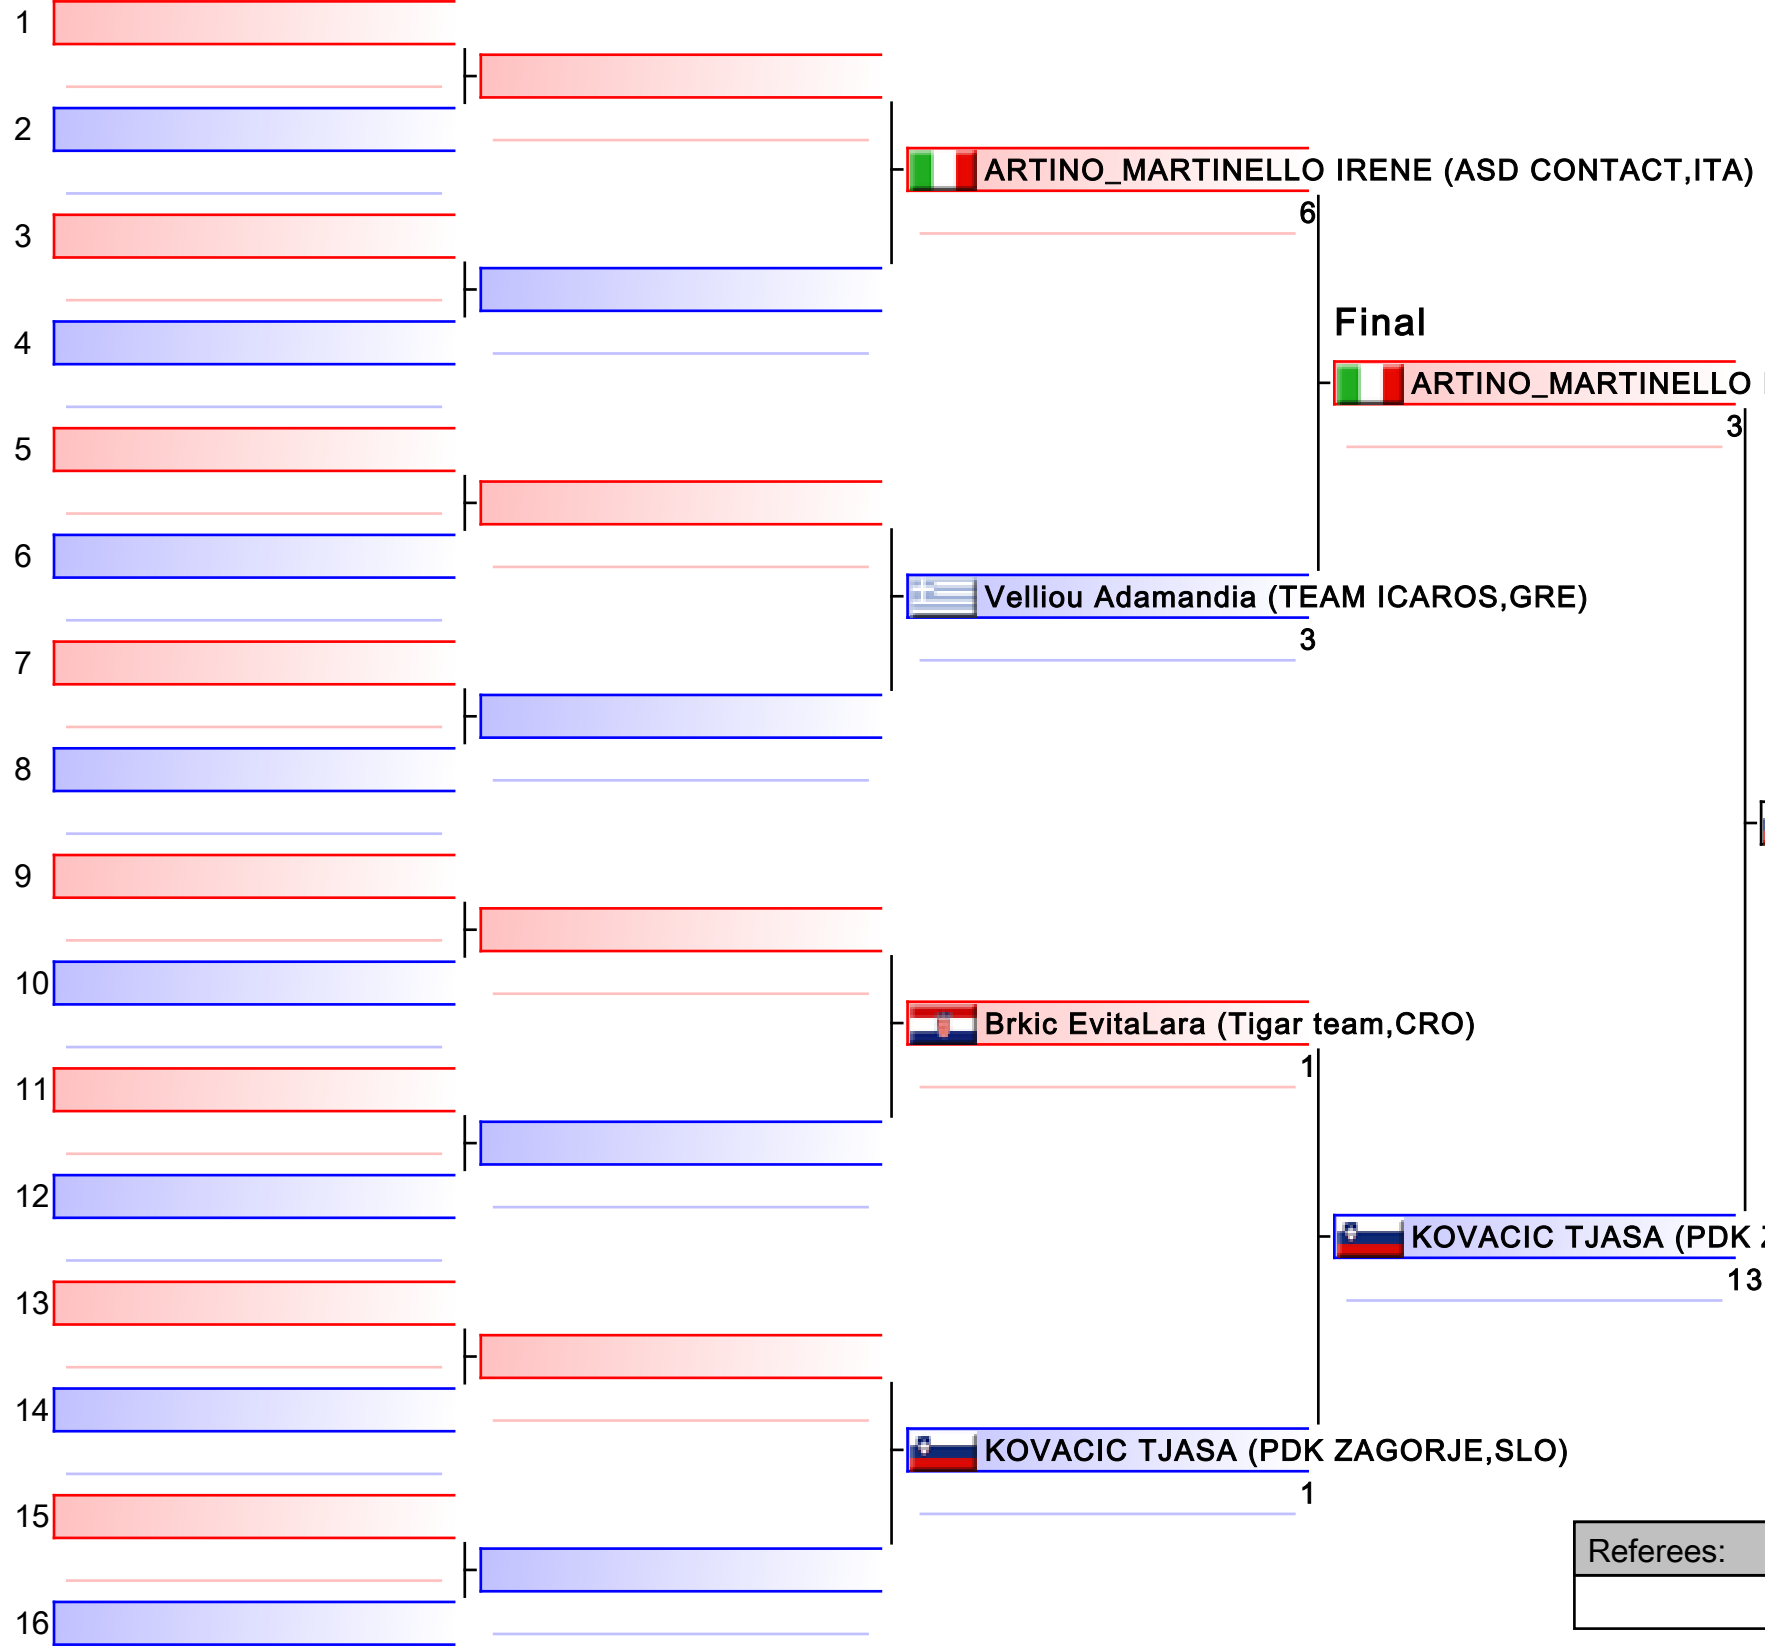 1
2
ARTINO_MARTINELLO IRENE (ASD CONTACT,ITA)
6
3
Final
4
ARTINO_MARTINELLO
3
5
6
Velliou Adamandia (TEAM ICAROS,GRE)
3
7
8
9
10
Brkic EvitaLara (Tigar team,CRO)
1
11
12
KOVACIC TJASA (PDK
13
13
14
KOVACIC TJASA (PDK ZAGORJE,SLO)
1
15
Referees:
16